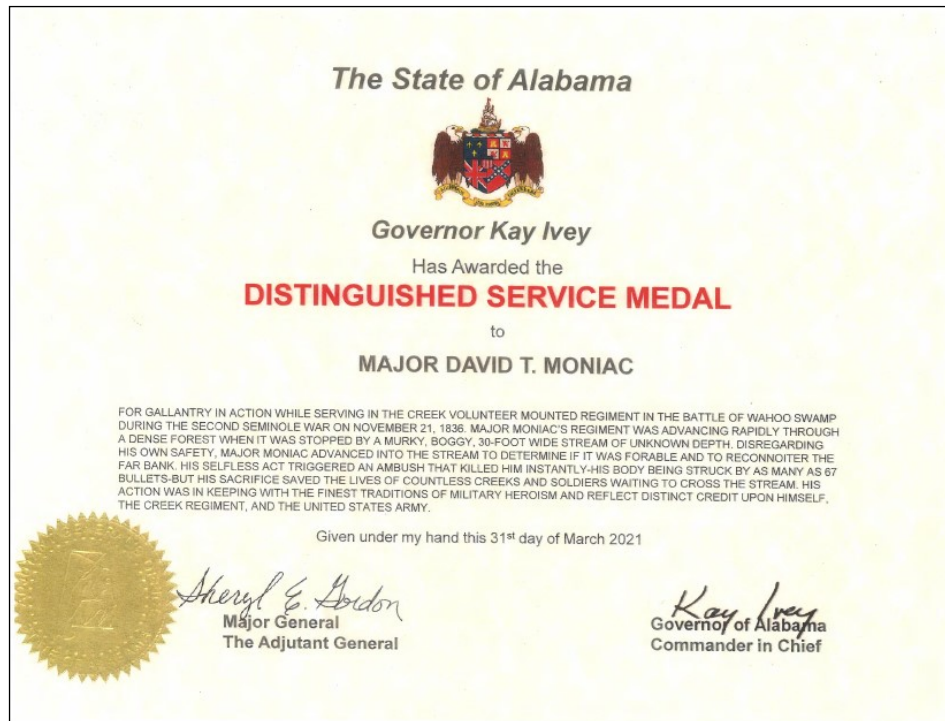 The State of Alabama
Governor Kay Ivey
Has Awarded the
DISTINGUISHED SERVICE MEDAL
to
MAJOR DAVID T. MONIAC
FOR GALLANTRY IN ACTION WHILE SERVING IN THE CREEK VOLUNTEER MOUNTED REGIMENT IN THE BATTLE OF WAHOO SWAMP
DURING THE SECOND SEMINOLE WAR ON NOVEMBER 21, 1836. MAJOR MONIAC'S REGIMENT WAS ADVANCING RAPIDLY THROUGH
A DENSE FOREST WHEN IT WAS STOPPED BY A MURKY, BOGGY, 30-FOOT WIDE STREAM OF UNKNOWN DEPTH. DISREGARDING
HIS OWN SAFETY, MAJOR MONIAC ADVANCED INTO THE STREAM TO DETERMINE IF IT WAS FORABLE AND TO RECONNOITER THE
FAR BANK. HIS SELFLESS ACT TRIGGERED AN AMBUSH THAT KILLED HIM INSTANTLY-HIS BODY BEING STRUCK BY AS MANY AS 67
BULLETS-BUT HIS SACRIFICE SAVED THE LIVES OF COUNTLESS CREEKS AND SOLDIERS WAITING TO CROSS THE STREAM. HIS
ACTION WAS IN KEEPING WITH THE FINEST TRADITIONS OF MILITARY HEROISM AND REFLECT DISTINCT CREDIT UPON HIMSELF,
THE CREEK REGIMENT, AND THE UNITED STATES ARMY.
Given under my hand this 31st day of March 2021
Sheryl E. Gordon
Major General
The Adjutant General
Kay Ivey
Governor of Alabama
Commander in Chief